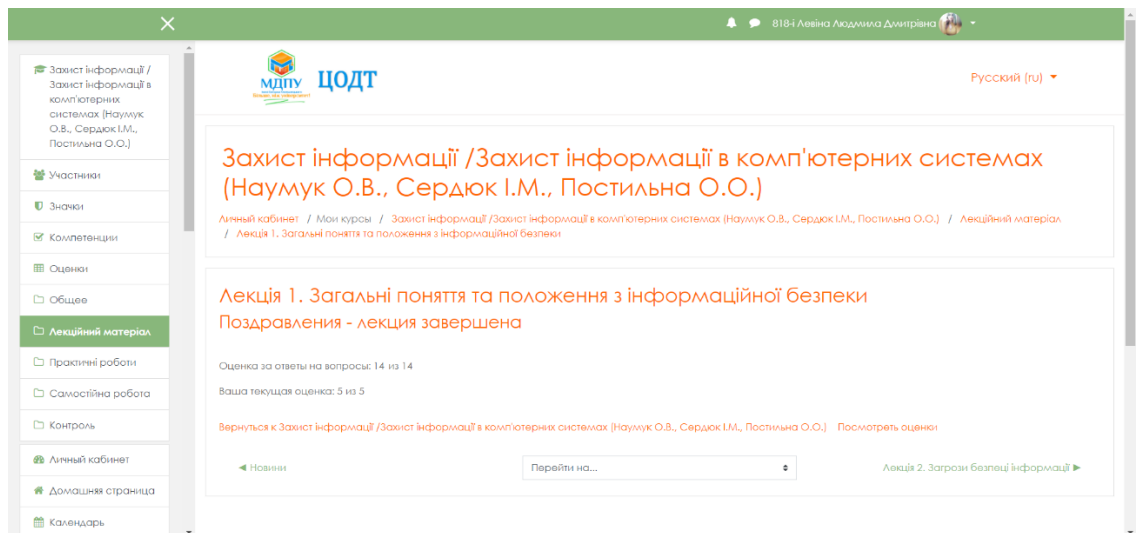 818-і Левіна Людмила Дмитрівна
Захист інформації /
Захист інформації в
комп'ютерних
системах (Наумук
О.В., Сердюк І.М.,
Постильна О.О.)
Участники
Значки
Компетенции
Оценки
Общее
Лекційний матеріал
Практичні роботи
Самостійна робота
Контроль
Личный кабинет
Домашняя страница
Календарь
МДПУ
ЦОДТ
Русский (ru)
Захист інформації /Захист інформації в комп'ютерних системах
(Наумук О.В., Сердюк І.М., Постильна О.О.)
Личный кабинет / Мои курсы / Захист інформації /Захист інформації в комп'ютерних системах (Наумук О.В., Сердюк І.М., Постильна О.О.) / Лекційний матеріал
/ Лекція 1. Загальні поняття та положення з інформаційної безпеки
Лекція 1. Загальні поняття та положення з інформаційної безпеки
Поздравления - лекция завершена
Оценка за ответы на вопросы: 14 из 14
Ваша текущая оценка: 5 из 5
Вернуться к Захист інформації /Захист інформації в комп'ютерних системах (Наумук О.В., Сердюк І.М., Постильна О.О.) Посмотреть оценки
◄ Новини
Перейти на...
Лекція 2. Загрози безпеці інформації ►